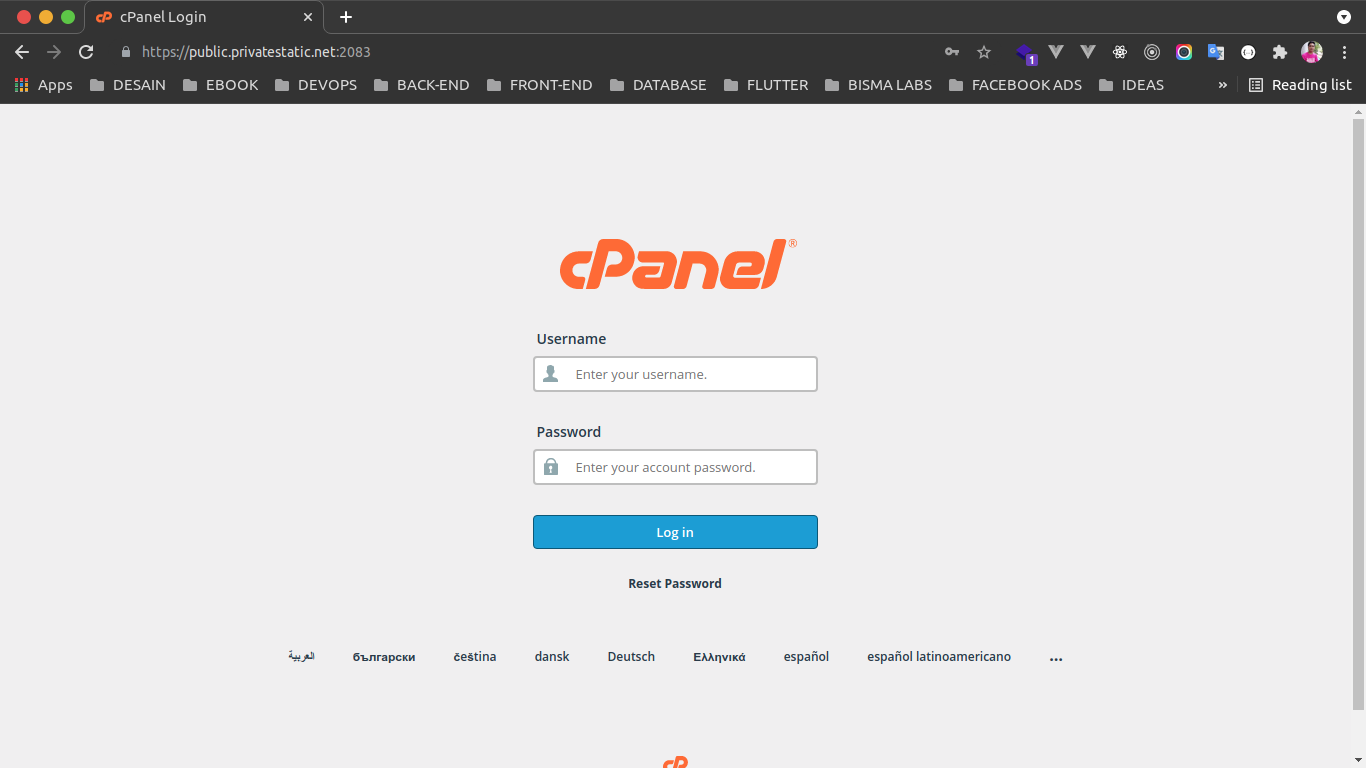 cPanel Login
https://public.privatestatic.net:2083
1
Apps DESAIN EBOOK DEVOPS BACK-END FRONT-END DATABASE FLUTTER BISMA LABS FACEBOOK ADS IDEAS » Reading list
cPanel®
Username
Enter your username.
Password
Enter your account password.
Log in
Reset Password
العربية български čeština dansk Deutsch Ελληνικά español español latinoamericano ...
cP